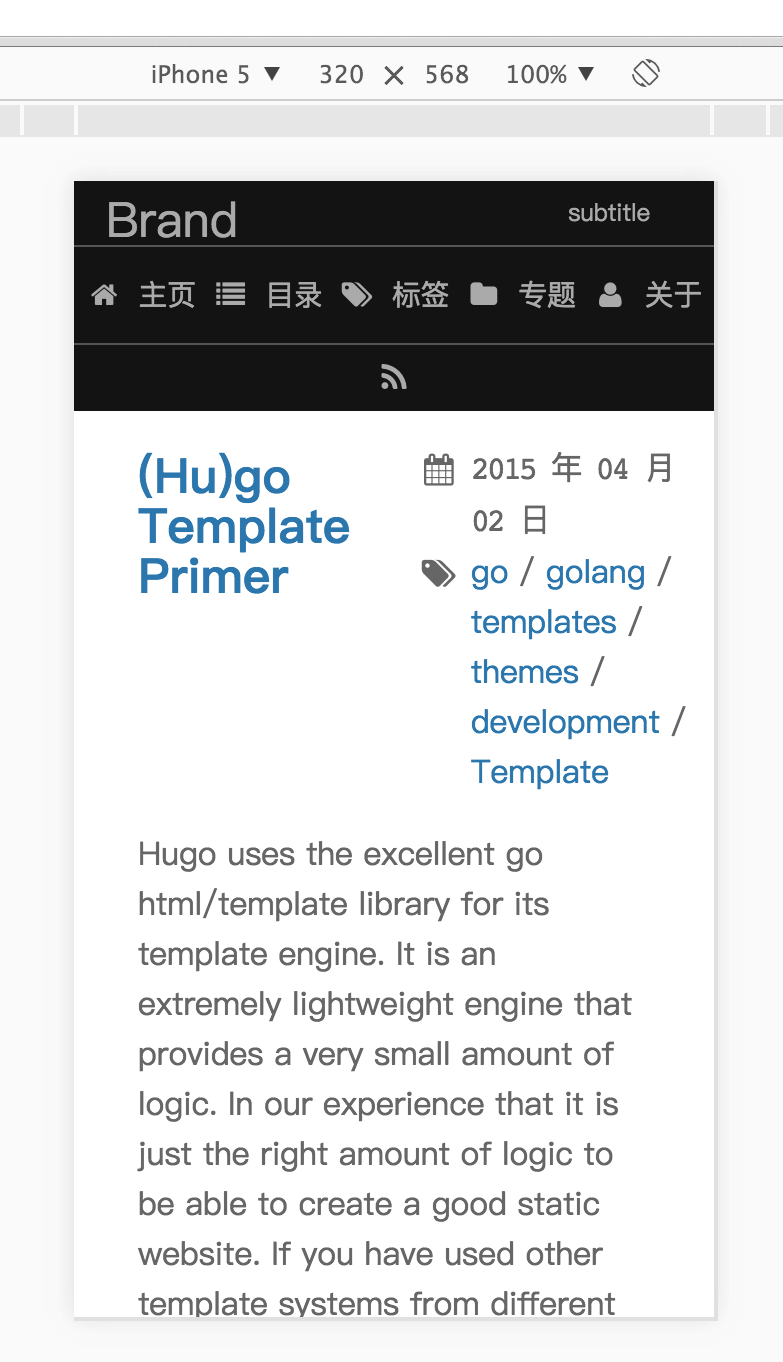 iPhone 5 ▼ 320 × 568 100% ▼
Brand subtitle
主页 目录 标签 专题 关于
(Hu)go
Template
Primer
2015 年 04 月
02 日
go / golang /
templates /
themes /
development /
Template
Hugo uses the excellent go
html/template library for its
template engine. It is an
extremely lightweight engine that
provides a very small amount of
logic. In our experience that it is
just the right amount of logic to
be able to create a good static
website. If you have used other
template systems from different